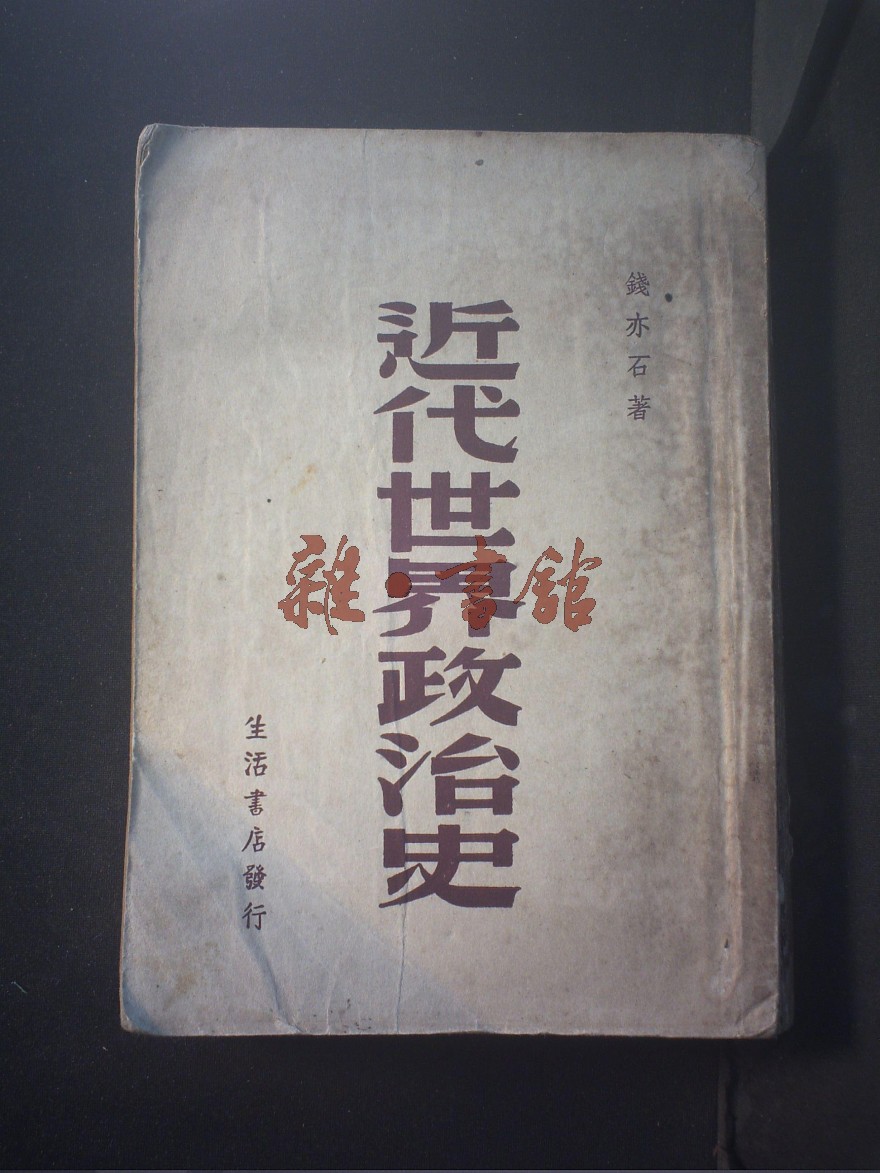 錢亦石著
近代世界政治史
生活書店發行
雜·書館